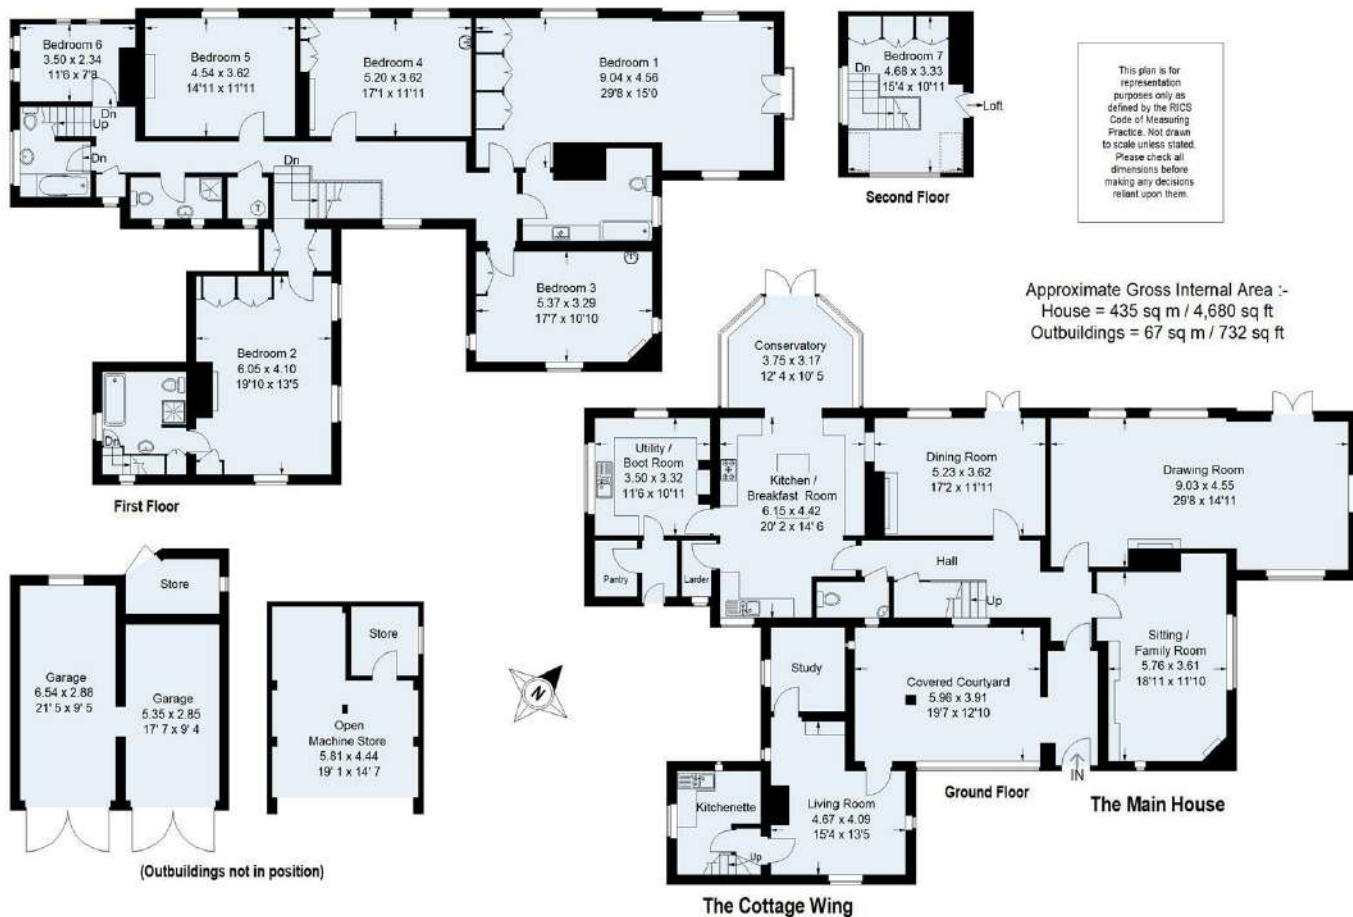 Bedroom 6
3.50 x 2.34
11'6 x 7'8
Dn
Up
Dn
Bedroom 5
4.54 x 3.62
14'11 x 11'11
Bedroom 4
5.20 x 3.62
17'1 x 11'11
Bedroom 1
9.04 x 4.56
29'8 x 15'0
Dn
T
Bedroom 3
5.37 x 3.29
17'7 x 10'10
Bedroom 2
6.05 x 4.10
19'10 x 13'5
Dn
First Floor
Bedroom 7
Dn
4.68 x 3.33
15'4 x 10'11
Loft
Second Floor
This plan is for
representation
purposes only as
defined by the RICS
Code of Measuring
Practice. Not drawn
to scale unless stated.
Please check all
dimensions before
making any decisions
reliant upon them.
Approximate Gross Internal Area :-
House = 435 sq m / 4,680 sq ft
Outbuildings = 67 sq m / 732 sq ft
Conservatory
3.75 x 3.17
12' 4 x 10' 5
Utility /
Boot Room
3.50 x 3.32
11'6 x 10'11
Kitchen /
Breakfast Room
6.15 x 4.42
20' 2 x 14' 6
Dining Room
5.23 x 3.62
17'2 x 11'11
Drawing Room
9.03 x 4.55
29'8 x 14'11
Pantry
Larder
Hall
Up
Sitting /
Family Room
5.76 x 3.61
18'11 x 11'10
Study
Covered Courtyard
5.96 x 3.91
19'7 x 12'10
IN
Kitchenette
Up
Living Room
4.67 x 4.09
15'4 x 13'5
Ground Floor
The Main House
The Cottage Wing
Store
Garage
6.54 x 2.88
21' 5 x 9' 5
Garage
5.35 x 2.85
17' 7 x 9' 4
Store
Open
Machine Store
5.81 x 4.44
19' 1 x 14' 7
(Outbuildings not in position)
N